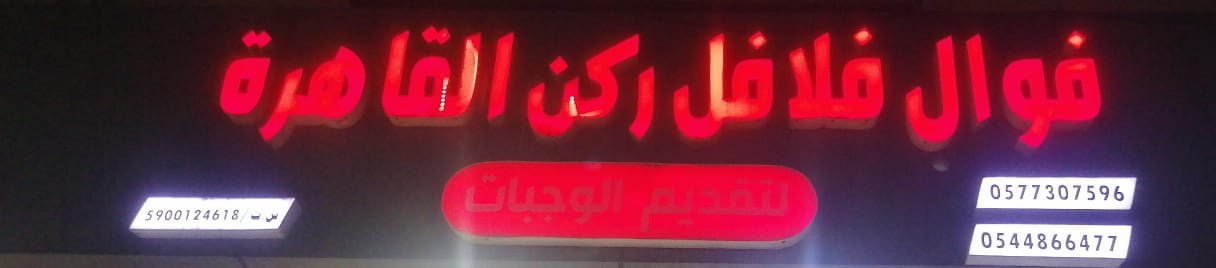 فوال فلافل ركن القاهرة
لتقديم الوجبات
0577307596
0544866477
س ت/5900124618